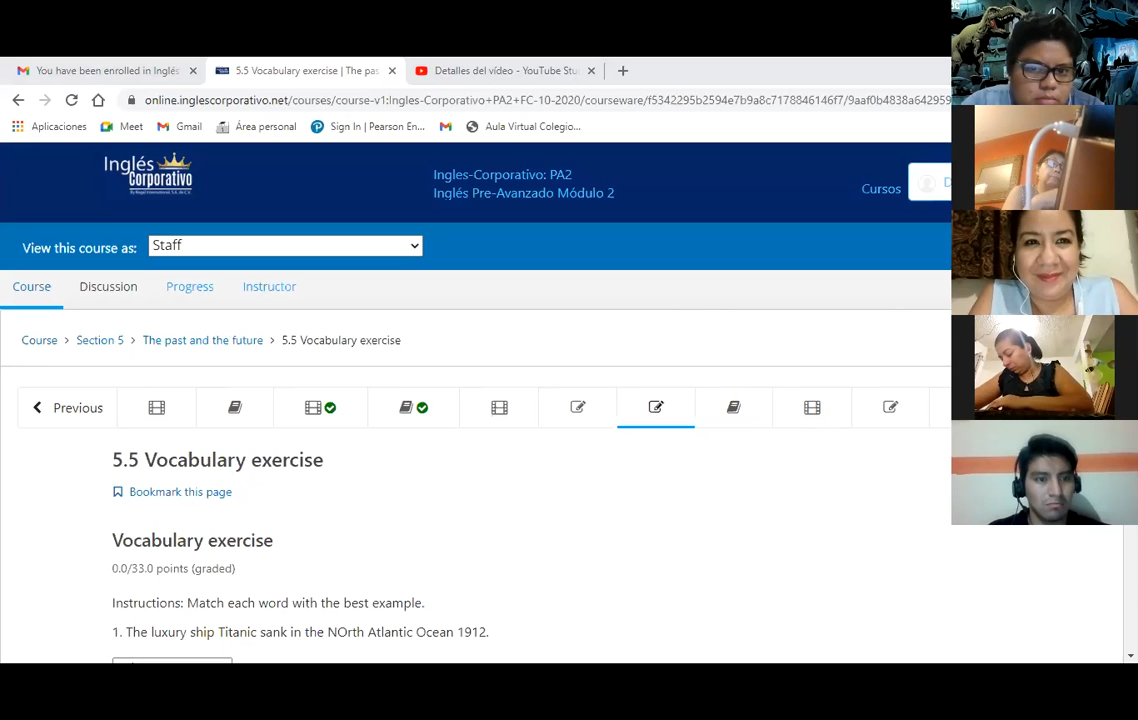 You have been enrolled in Inglés
5.5 Vocabulary exercise | The pas
Detalles del vídeo - YouTube Stu
online.inglescorporativo.net/courses/course-v1:Ingles-Corporativo+PA2+FC-10-2020/courseware/f5342295b2594e7b9a8c7178846146f7/9aaf0b4838a642959
Aplicaciones
Meet
Gmail
Área personal
Sign In | Pearson En...
Aula Virtual Colegio...
Inglés
Corporativo
Ingles-Corporativo: PA2
Inglés Pre-Avanzado Módulo 2
Cursos
View this course as:
Staff
Course
Discussion
Progress
Instructor
Course > Section 5 > The past and the future > 5.5 Vocabulary exercise
Previous
5.5 Vocabulary exercise
Bookmark this page
Vocabulary exercise
0.0/33.0 points (graded)
Instructions: Match each word with the best example.
1. The luxury ship Titanic sank in the NOrth Atlantic Ocean 1912.